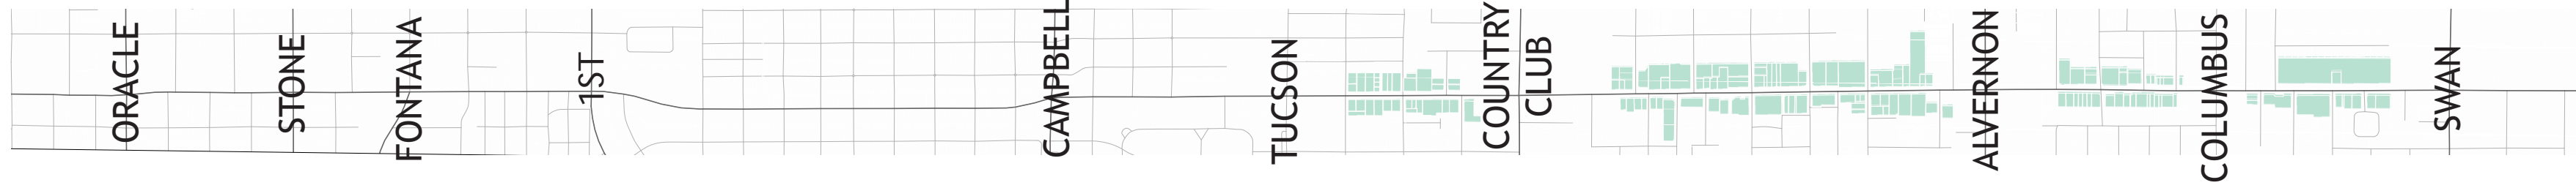 ORACLE
STONE
FONTANA
1ST
CAMPBELL
TUCSON
COUNTRY
CLUB
ALVERNON
COLUMBUS
SWAN